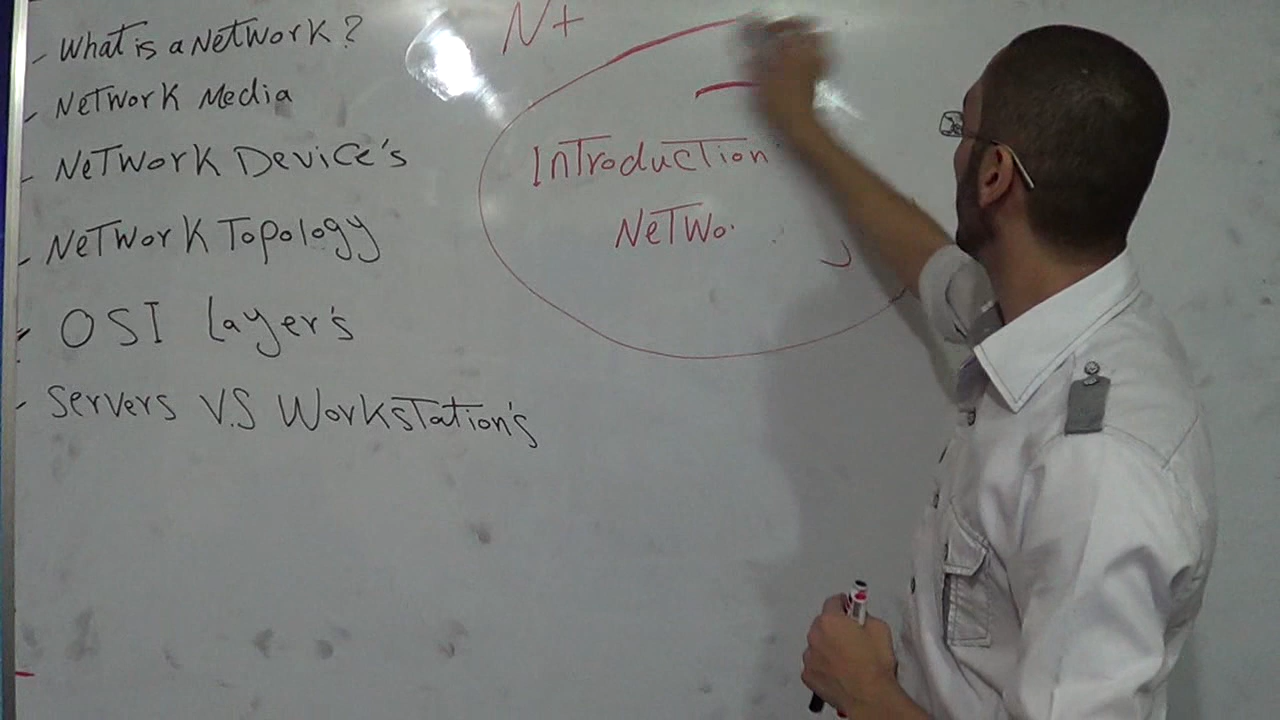 - What is a Network?
- Network Media
- Network Device's
- Network Topology
- OSI layer's
- Servers V.S Workstation's
N+
Introduction
Netwo